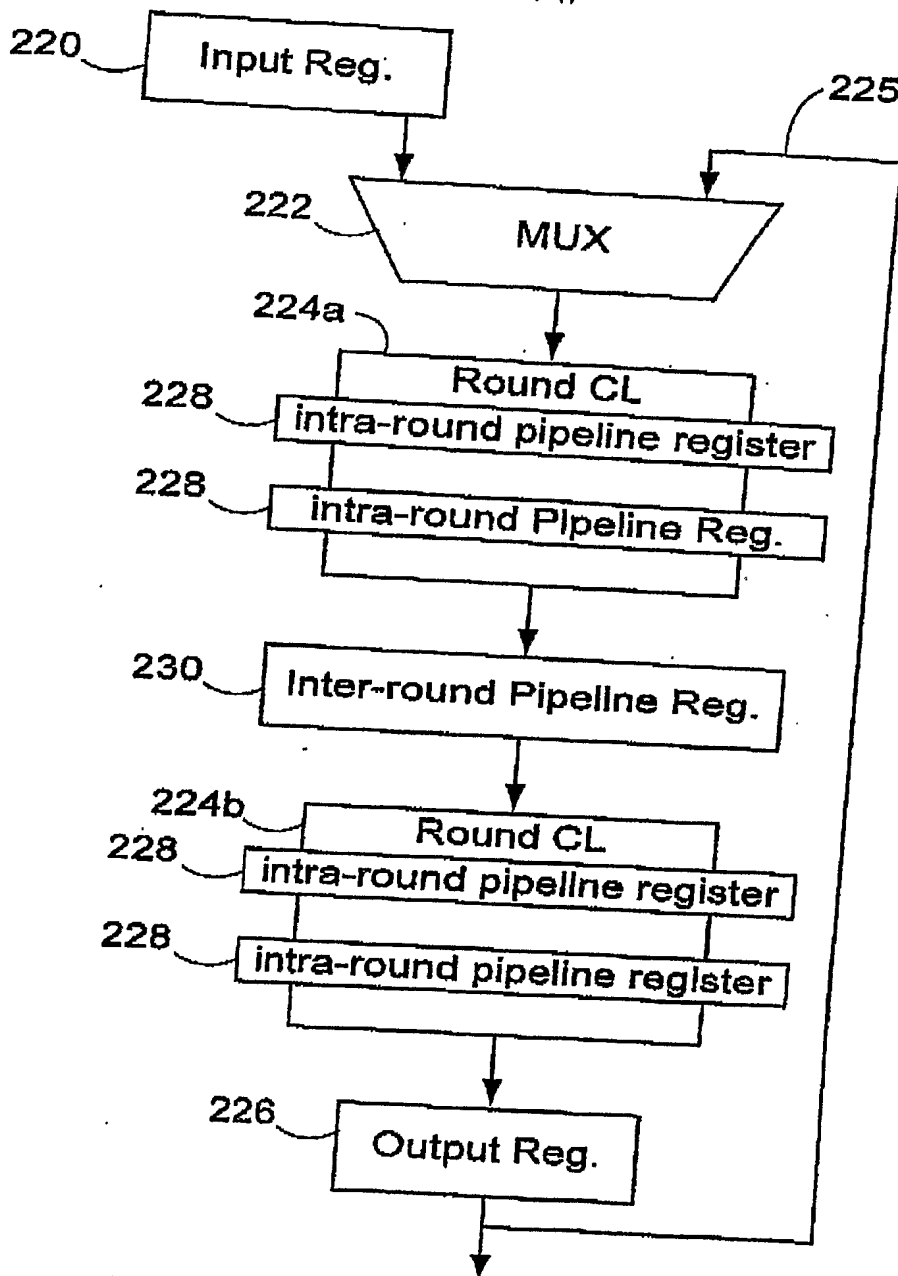 220
Input Reg.
225
222
MUX
224a
Round CL
228
intra-round pipeline register
228
intra-round Pipeline Reg.
230
Inter-round Pipeline Reg.
224b
Round CL
228
intra-round pipeline register
228
intra-round pipeline register
226
Output Reg.